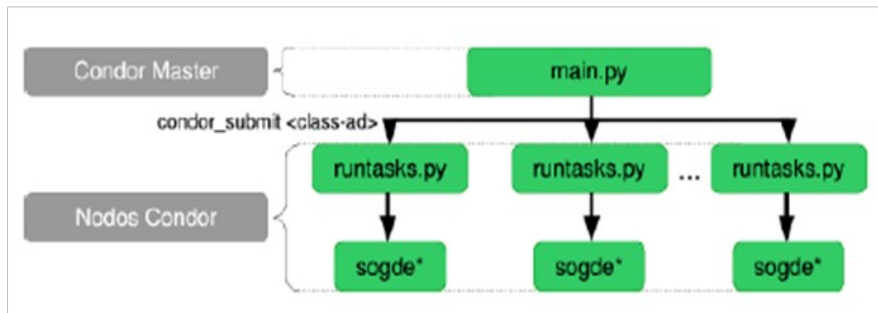 Condor Master
main.py
condor_submit <class-ad>
runtasks.py runtasks.py ... runtasks.py
Nodos Condor
sogde* sogde* sogde*